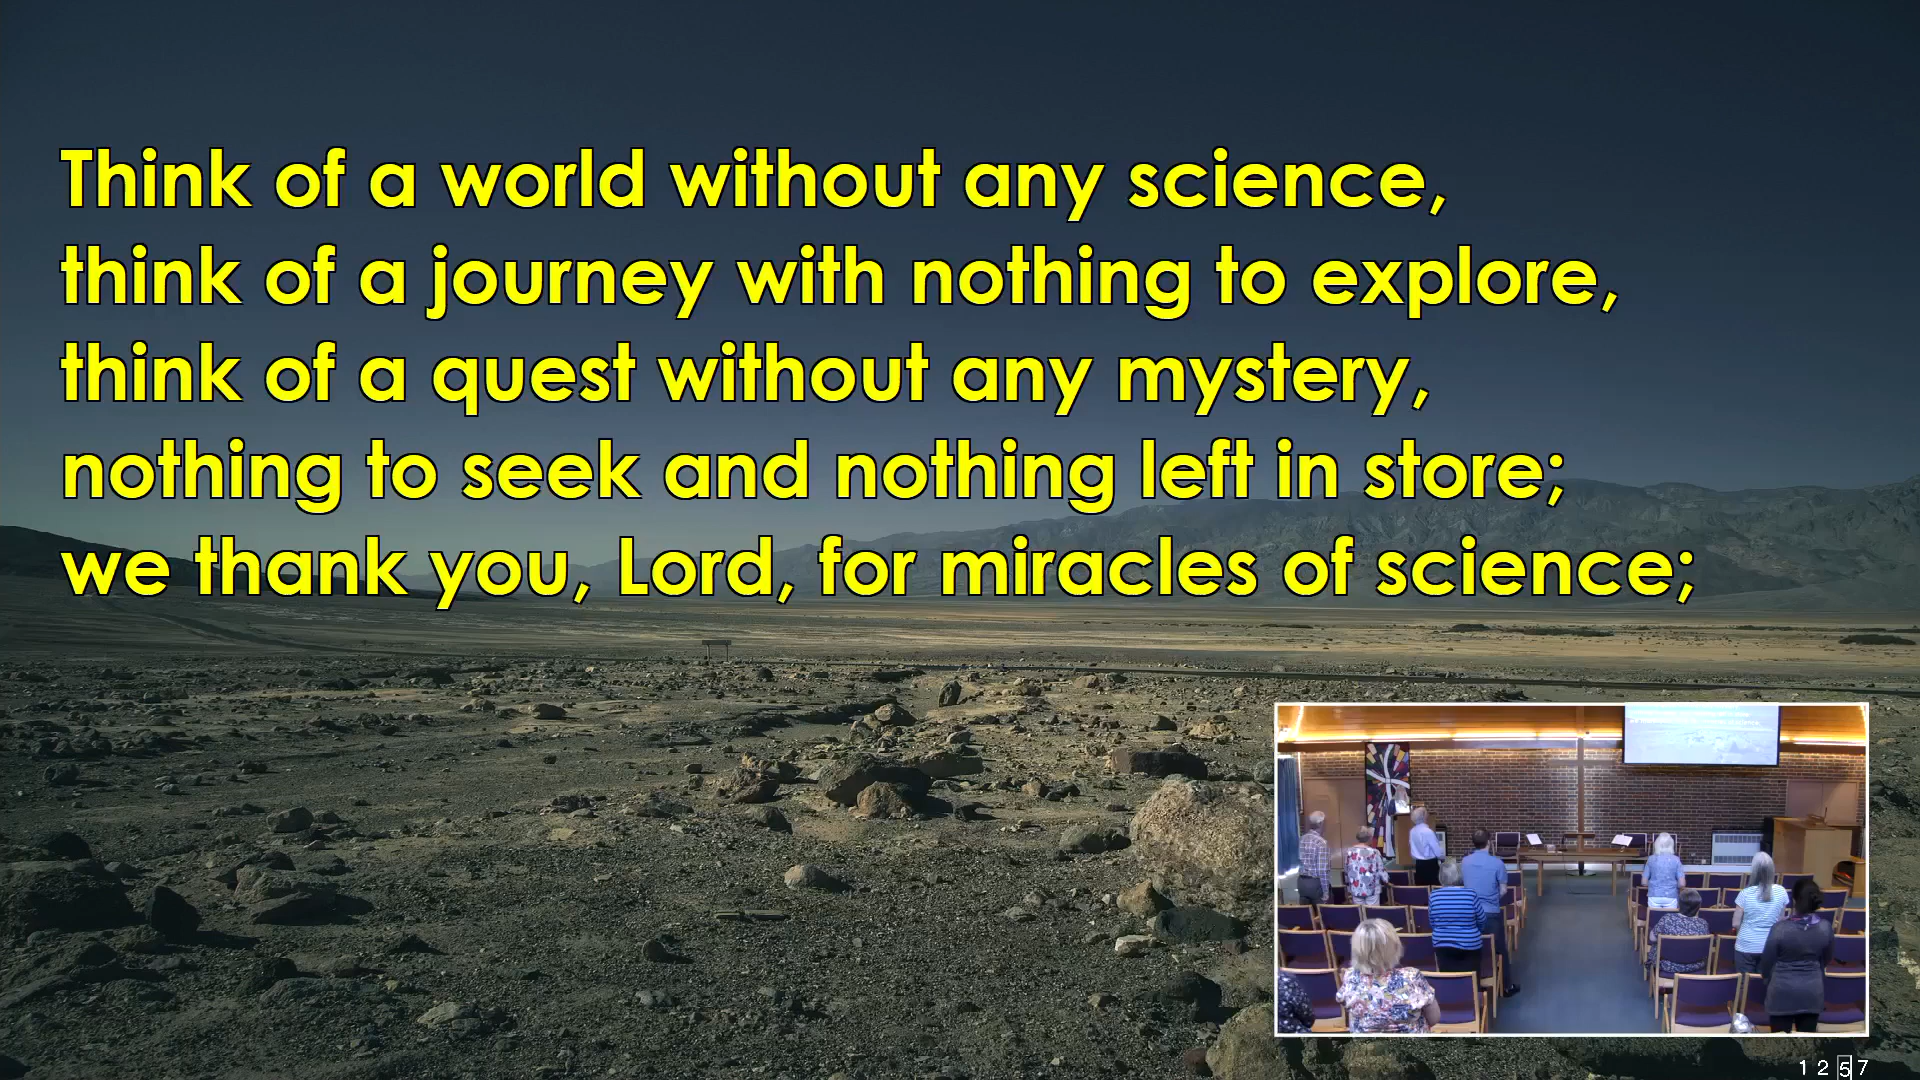 Think of a world without any science,
think of a journey with nothing to explore,
think of a quest without any mystery,
nothing to seek and nothing left in store;
we thank you, Lord, for miracles of science;
1 2 5 7